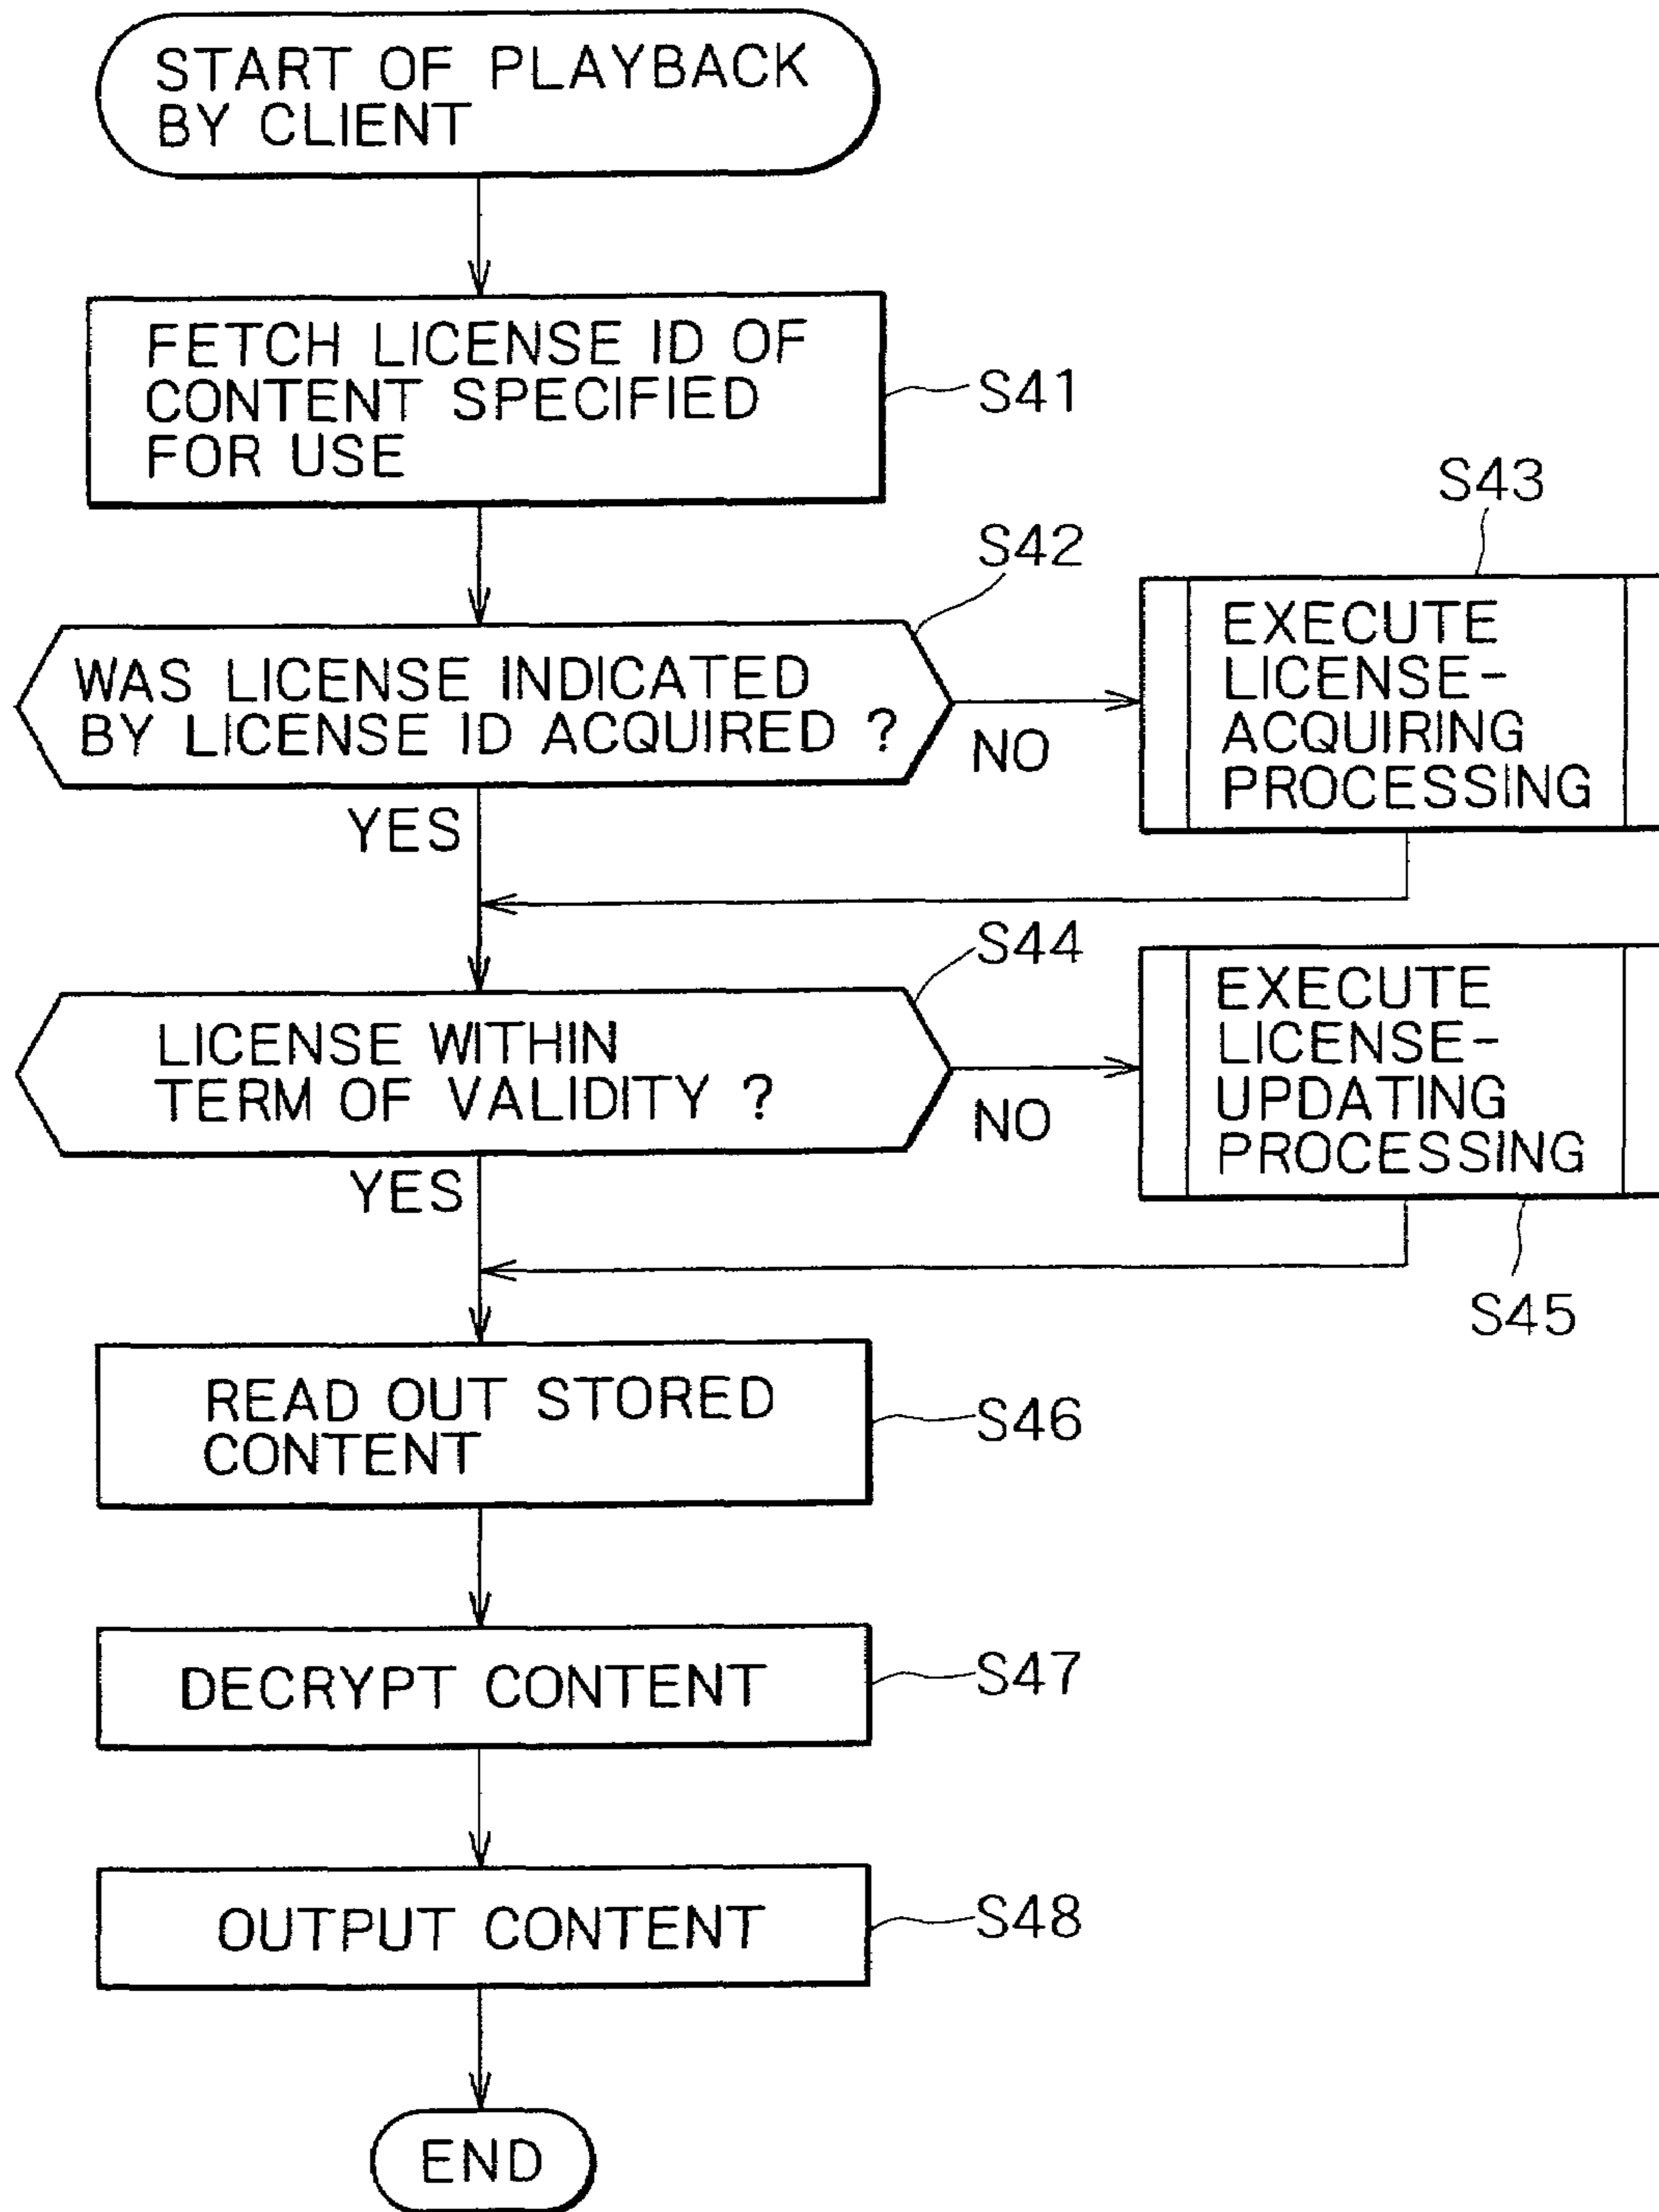 START OF PLAYBACK
BY CLIENT
FETCH LICENSE ID OF
CONTENT SPECIFIED
FOR USE
S41
S42
WAS LICENSE INDICATED
BY LICENSE ID ACQUIRED ?
NO
YES
S43
EXECUTE
LICENSE-
ACQUIRING
PROCESSING
S44
LICENSE WITHIN
TERM OF VALIDITY ?
NO
YES
EXECUTE
LICENSE-
UPDATING
PROCESSING
S45
READ OUT STORED
CONTENT
S46
DECRYPT CONTENT
S47
OUTPUT CONTENT
S48
END